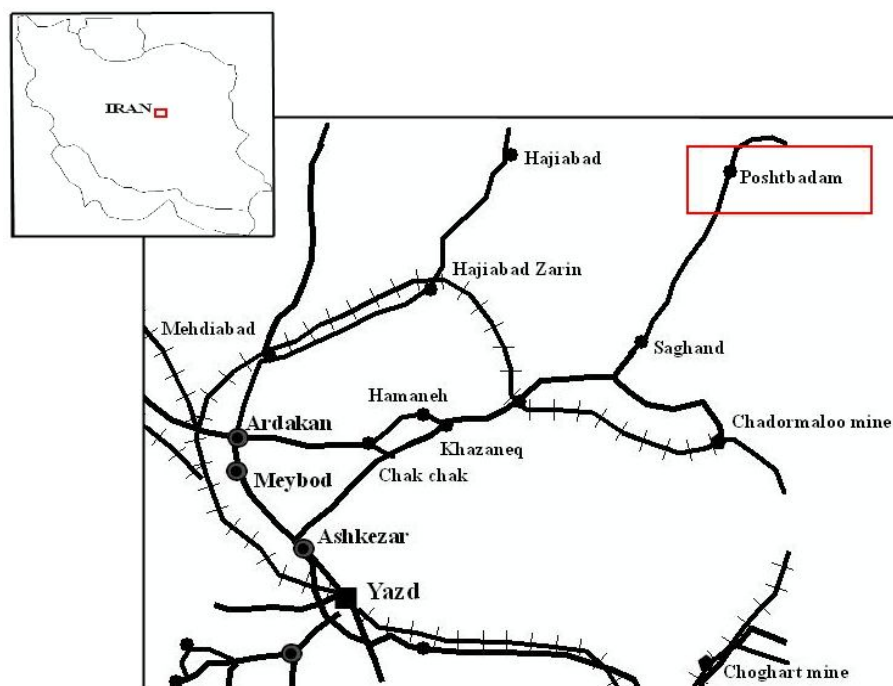 IRAN
Hajiabad
Poshtbadam
Hajiabad Zarin
Mehdiabad
Saghand
Hamaneh
Ardakan
Chadormaloo mine
Khazaneq
Chak chak
Meybod
Ashkezar
Yazd
Choghart mine